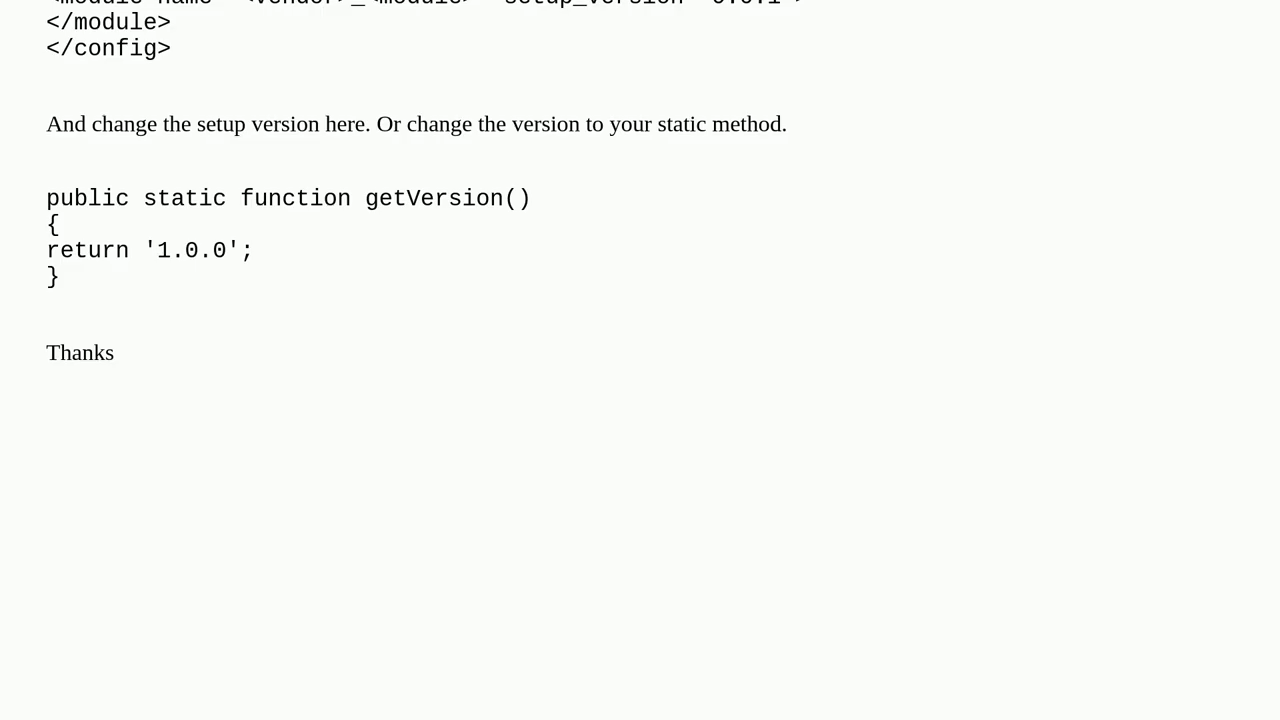 </module>
</config>
And change the setup version here. Or change the version to your static method.
public static function getVersion()
{
return '1.0.0';
}
Thanks